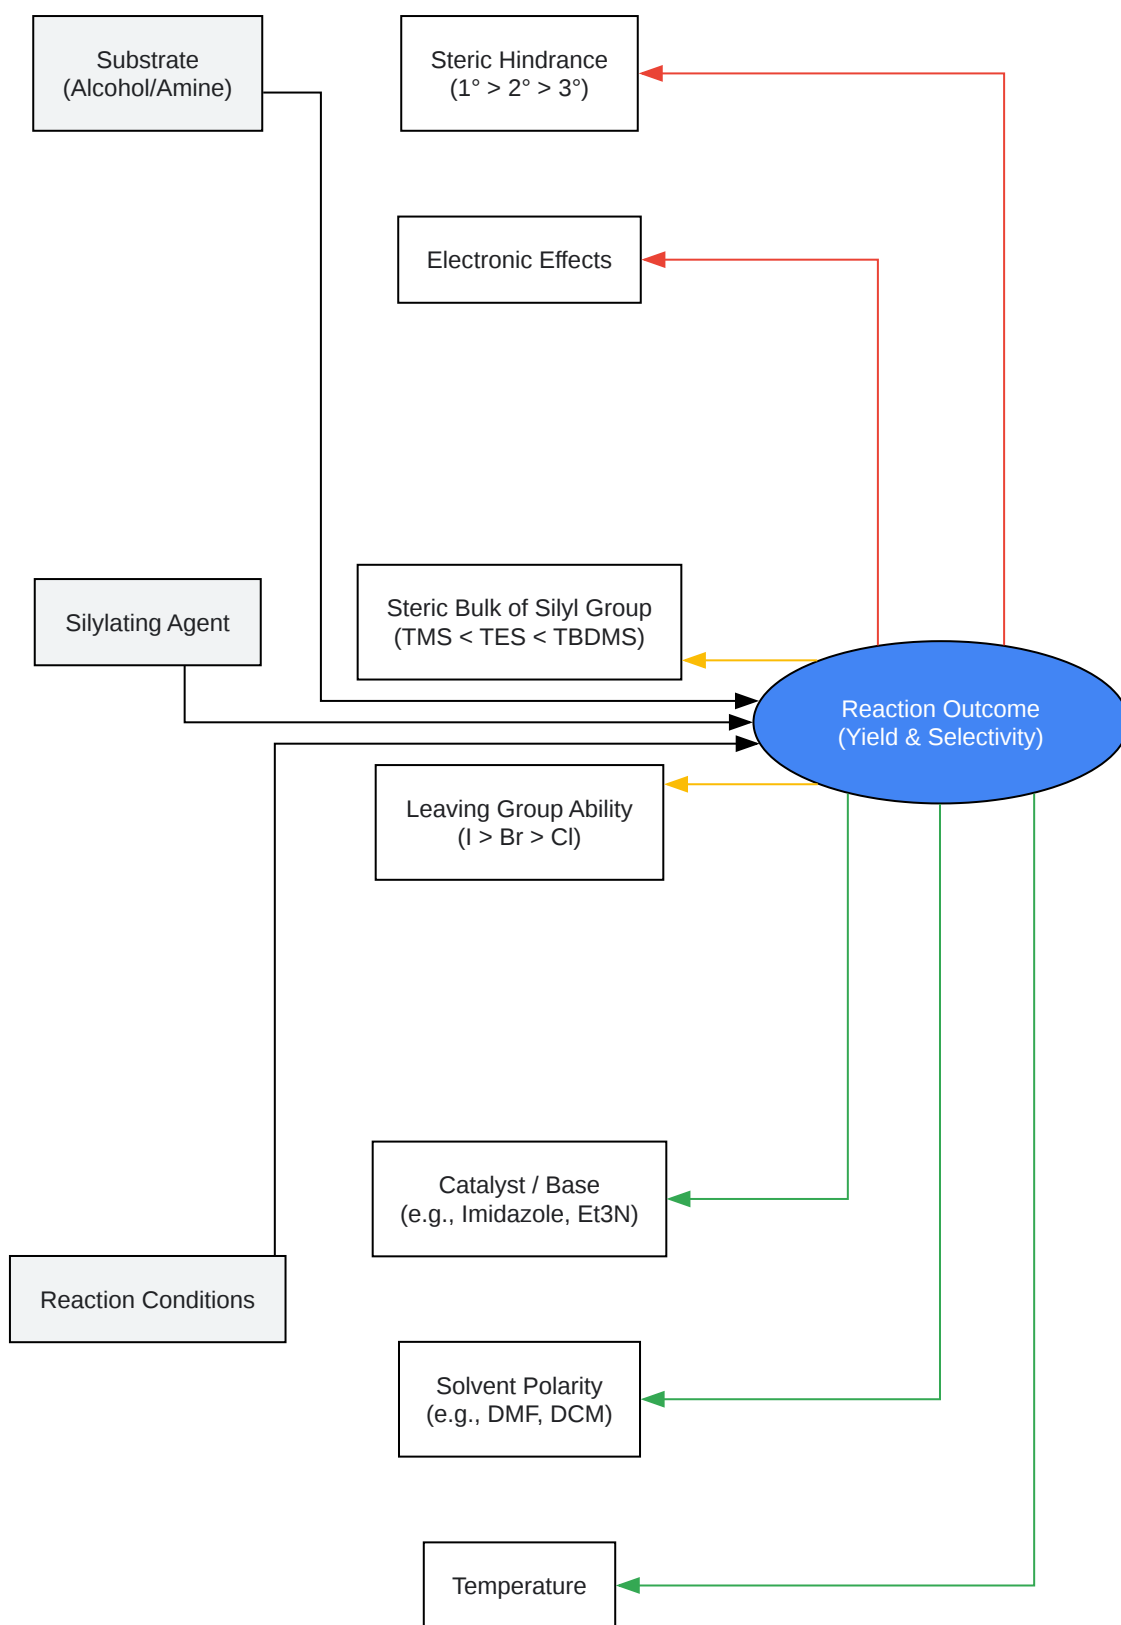 Substrate
(Alcohol/Amine)
Steric Hindrance
(1° > 2° > 3°)
Electronic Effects
Steric Bulk of Silyl Group
(TMS < TES < TBDMS)
Silylating Agent
Reaction Outcome
(Yield & Selectivity)
Leaving Group Ability
(I > Br > Cl)
Catalyst / Base
(e.g., Imidazole, Et3N)
Reaction Conditions
Solvent Polarity
(e.g., DMF, DCM)
Temperature